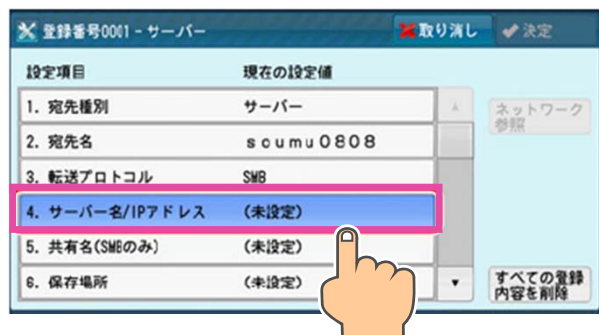 登録番号0001 - サーバー
取り消し
決定
設定項目 現在の設定値
1. 宛先種別 サーバー
ネットワーク
参照
2. 宛先名 ｓｏｕｍｕ０８０８
3. 転送プロトコル SMB
4. サーバー名/IPアドレス (未設定)
5. 共有名(SMBのみ) (未設定)
6. 保存場所 (未設定)
すべての登録
内容を削除